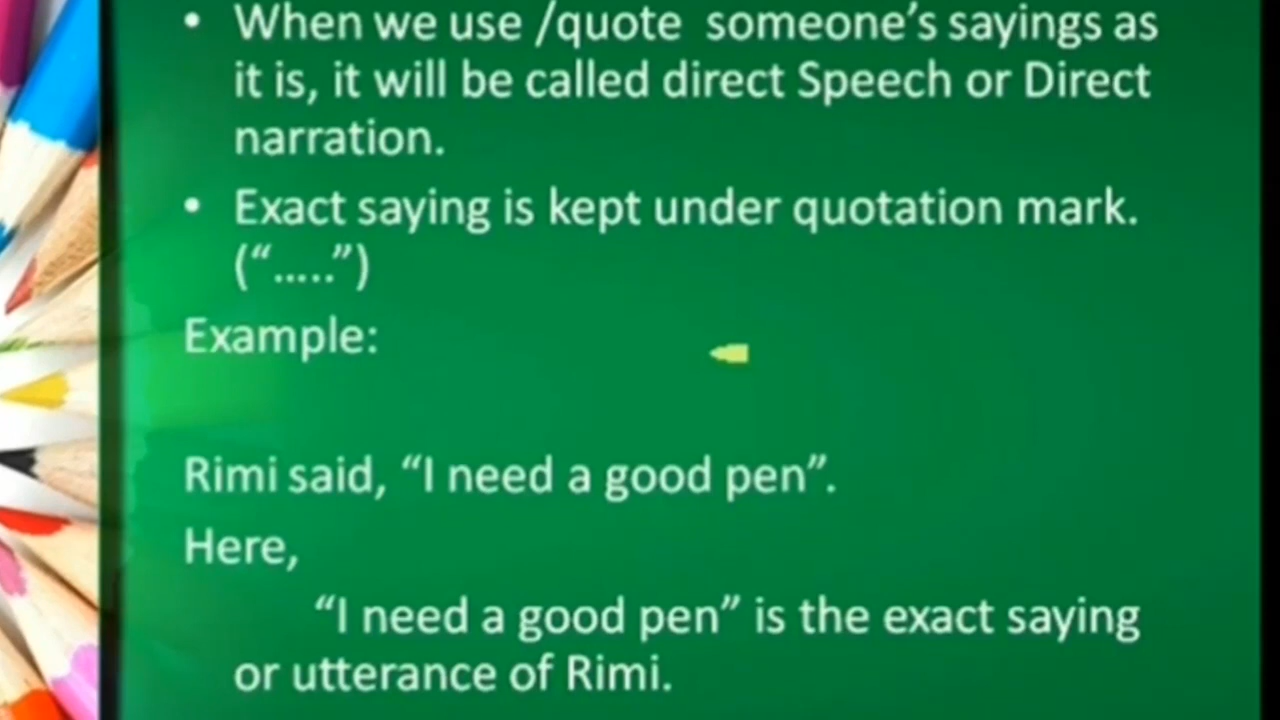 • When we use /quote someone's sayings as
it is, it will be called direct Speech or Direct
narration.
• Exact saying is kept under quotation mark.
(“.....”)
Example:
Rimi said, “I need a good pen”.
Here,
“I need a good pen” is the exact saying
or utterance of Rimi.